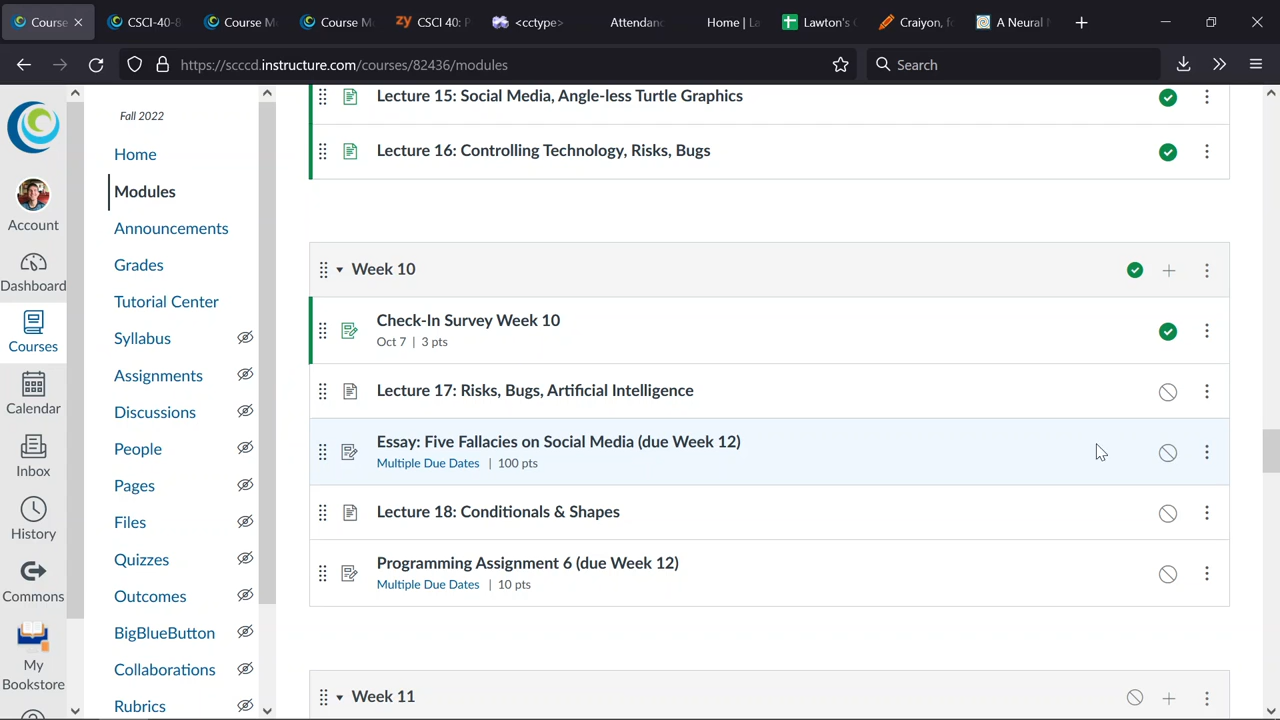 Course
CSCI-40-8
Course M
Course M
zy CSCI 40: P
<cctype>
Attendanc
Home | La
Lawton's C
Craiyon, fo
A Neural N
https://scccd.instructure.com/courses/82436/modules
Search
Account
Dashboard
Courses
Calendar
Inbox
History
Commons
My
Bookstore
Fall 2022
Home
Modules
Announcements
Grades
Tutorial Center
Syllabus
Assignments
Discussions
People
Pages
Files
Quizzes
Outcomes
BigBlueButton
Collaborations
Rubrics
Lecture 15: Social Media, Angle-less Turtle Graphics
Lecture 16: Controlling Technology, Risks, Bugs
Week 10
Check-In Survey Week 10
Oct 7 | 3 pts
Lecture 17: Risks, Bugs, Artificial Intelligence
Essay: Five Fallacies on Social Media (due Week 12)
Multiple Due Dates | 100 pts
Lecture 18: Conditionals & Shapes
Programming Assignment 6 (due Week 12)
Multiple Due Dates | 10 pts
Week 11